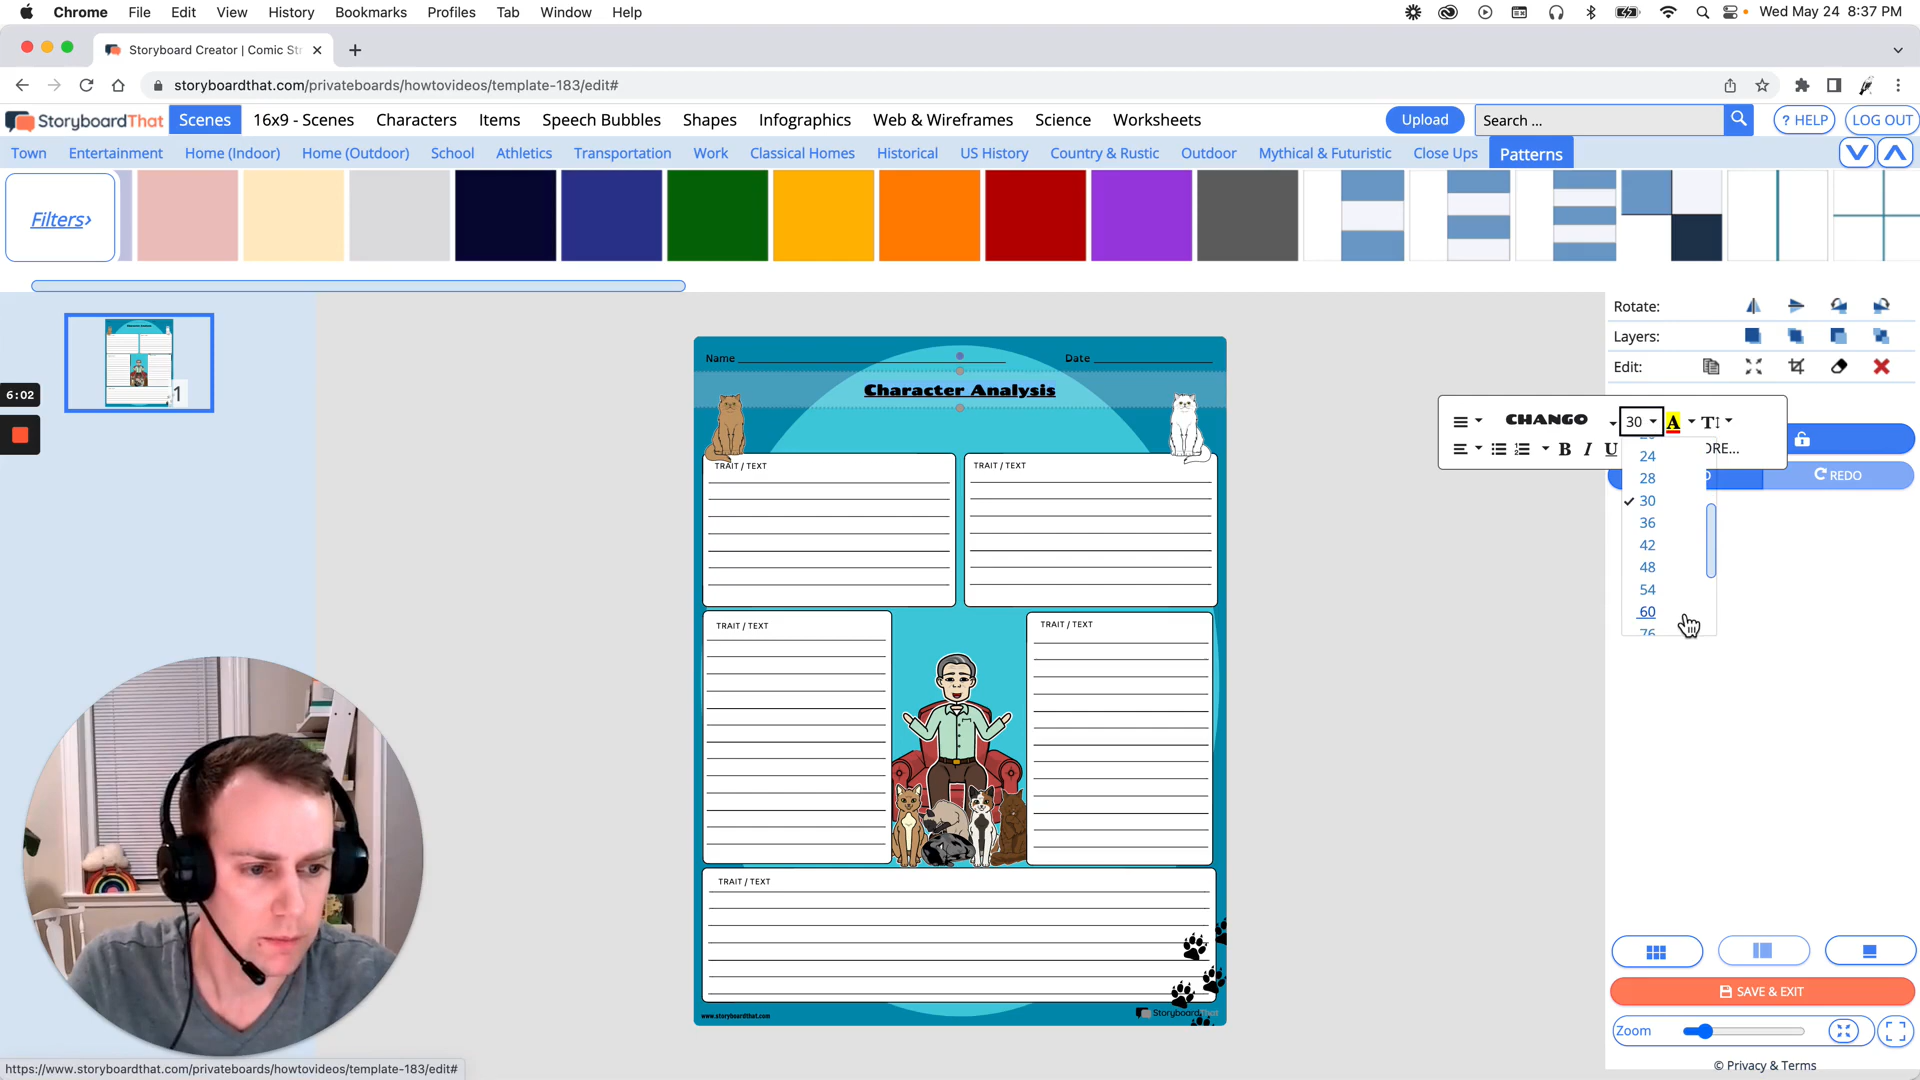 Chrome File Edit View History Bookmarks Profiles Tab Window Help Wed May 24 8:37 PM
Storyboard Creator | Comic St
storyboardthat.com/privateboards/howtovideos/template-183/edit#
StoryboardThat Scenes 16x9 - Scenes Characters Items Speech Bubbles Shapes Infographics Web & Wireframes Science Worksheets Upload Search ... ? HELP LOG OUT
Town Entertainment Home (Indoor) Home (Outdoor) School Athletics Transportation Work Classical Homes Historical US History Country & Rustic Outdoor Mythical & Futuristic Close Ups Patterns
Filters›
Rotate:
Layers:
Edit:
1
6:02
Name Date
Character Analysis
CHANGO 30 A T
B I U ORE...
REDO
24
28
30
36
42
48
54
60
76
TRAIT / TEXT
TRAIT / TEXT
TRAIT / TEXT
TRAIT / TEXT
TRAIT / TEXT
www.storyboardthat.com StoryboardThat
SAVE & EXIT
Zoom
© Privacy & Terms
https://www.storyboardthat.com/privateboards/howtovideos/template-183/edit#